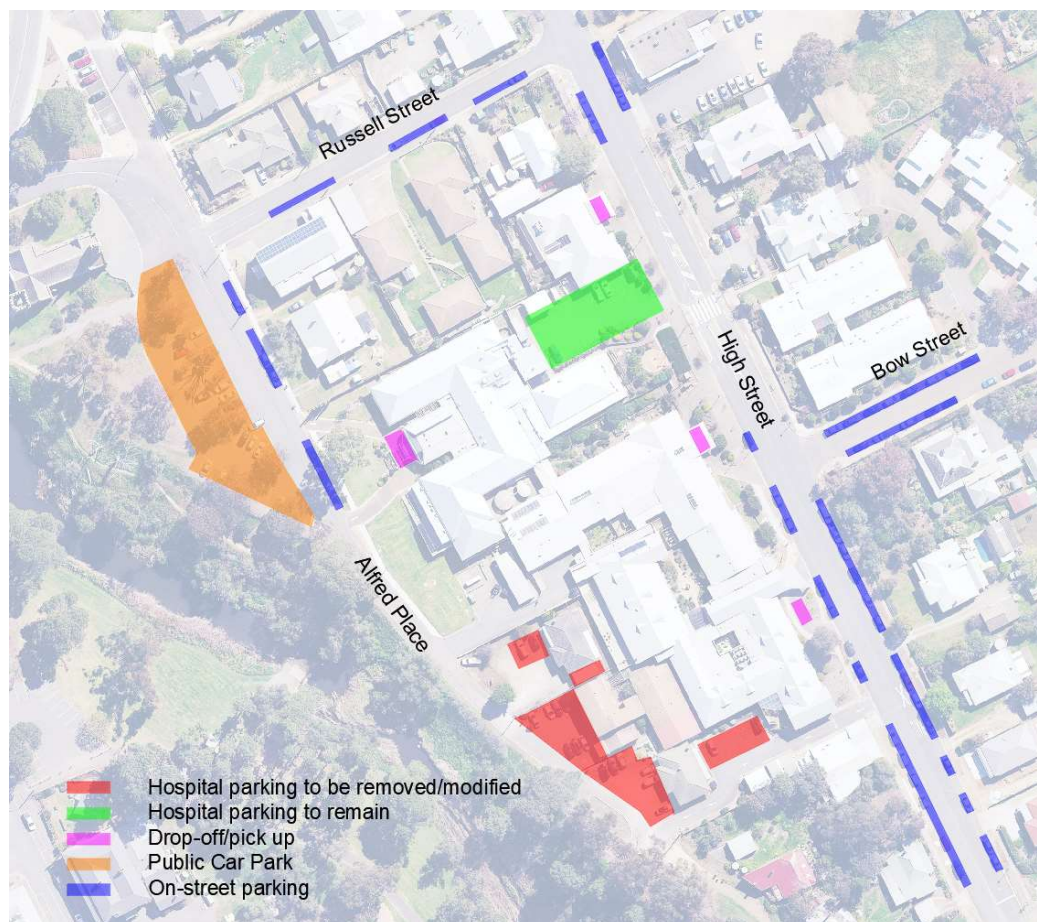 Russell Street
High Street
Bow Street
Alfred Place
Hospital parking to be removed/modified
Hospital parking to remain
Drop-off/pick up
Public Car Park
On-street parking